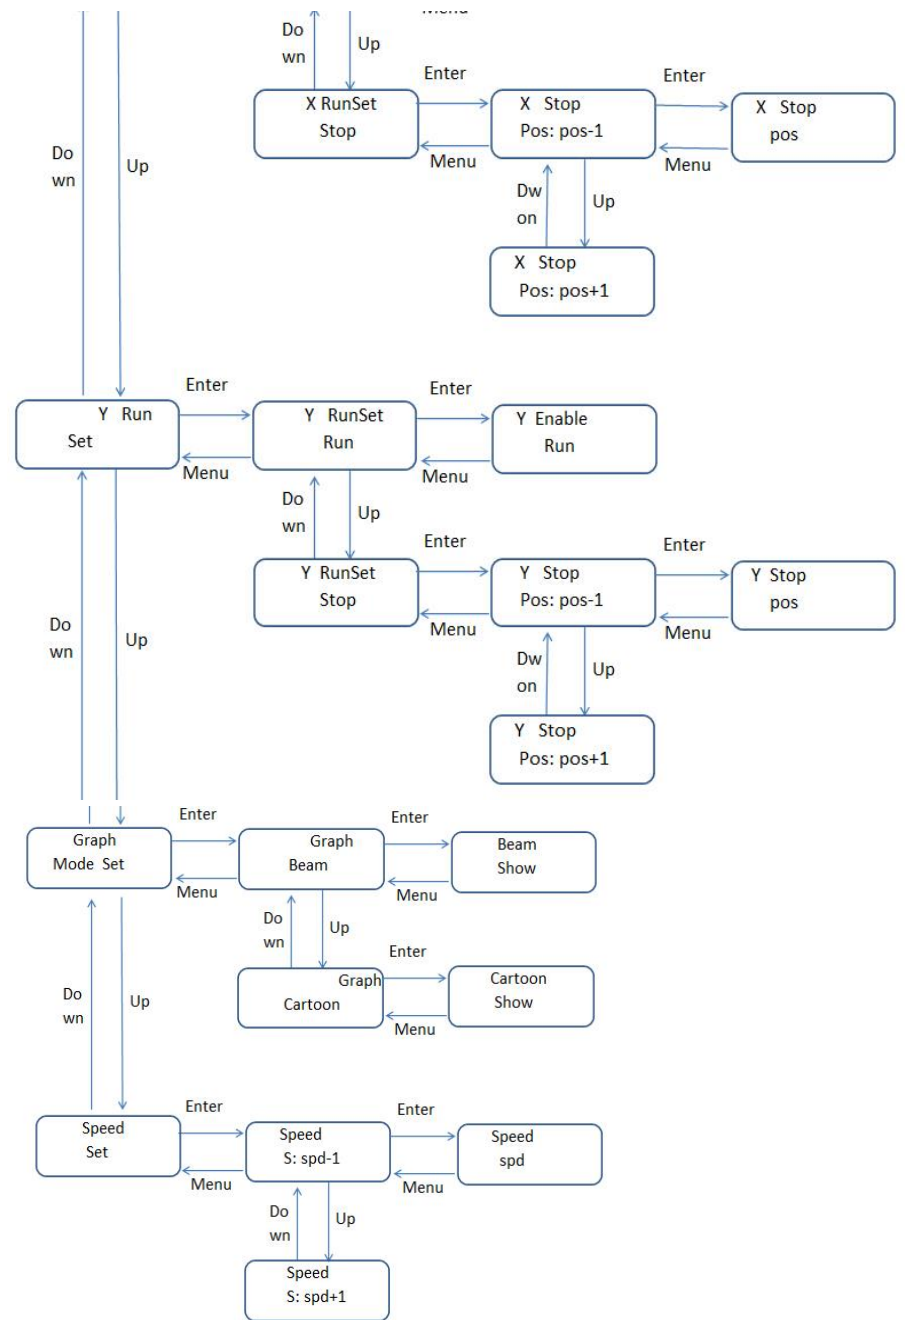 Menu
Do
wn
Up
X RunSet
Stop
Enter
Menu
X Stop
Pos: pos-1
Enter
Menu
X Stop
pos
Do
wn
Up
Dw
on
Up
X Stop
Pos: pos+1
Y Run
Set
Enter
Menu
Y RunSet
Run
Enter
Menu
Y Enable
Run
Do
wn
Up
Y RunSet
Stop
Enter
Menu
Y Stop
Pos: pos-1
Enter
Menu
Y Stop
pos
Do
wn
Up
Dw
on
Up
Y Stop
Pos: pos+1
Graph
Mode Set
Enter
Menu
Graph
Beam
Enter
Menu
Beam
Show
Do
wn
Up
Graph
Cartoon
Enter
Menu
Cartoon
Show
Do
wn
Up
Speed
Set
Enter
Menu
Speed
S: spd-1
Enter
Menu
Speed
spd
Do
wn
Up
Speed
S: spd+1